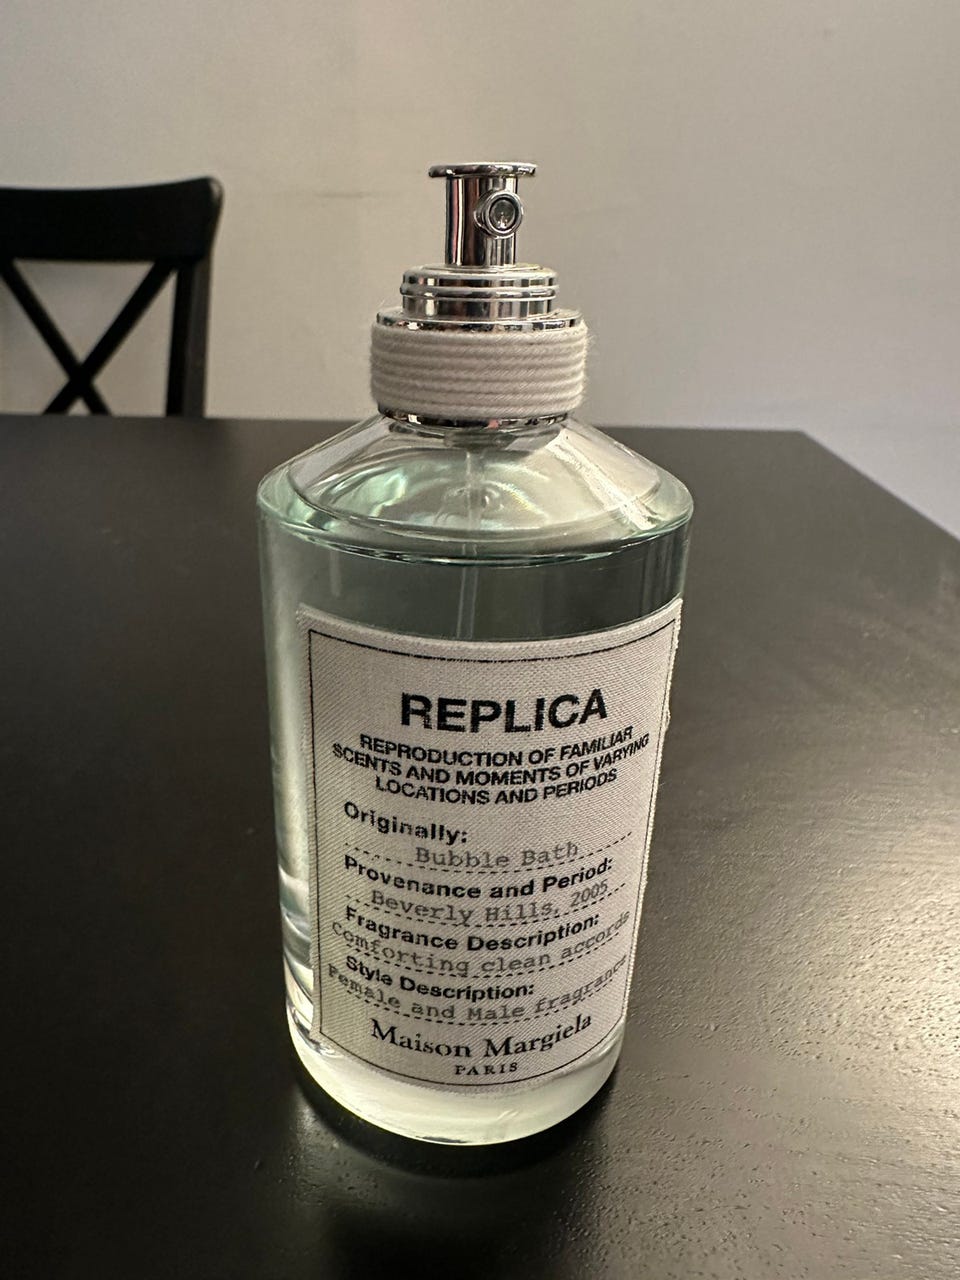 REPLICA
REPRODUCTION OF FAMILIAR
SCENTS AND MOMENTS OF VARYING
LOCATIONS AND PERIODS
Originally:
Bubble Bath
Provenance and Period:
Beverly Hills, 2005
Fragrance Description:
Comforting clean accords
Style Description:
Female and Male fragrance
Maison Margiela
PARIS